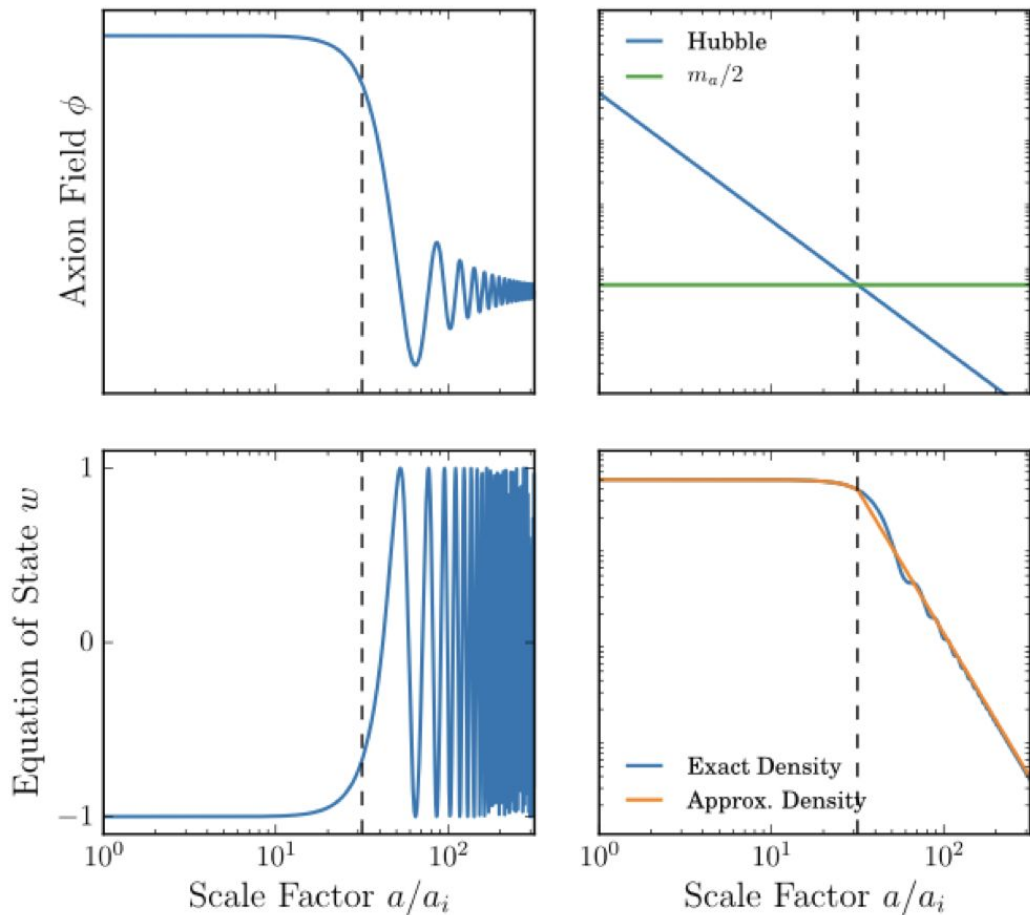 Axion Field $\phi$
Hubble
$m_a/2$
Equation of State $w$
1
0
−1
Exact Density
Approx. Density
$10^0$ $10^1$ $10^2$
$10^0$ $10^1$ $10^2$
Scale Factor $a/a_i$
Scale Factor $a/a_i$